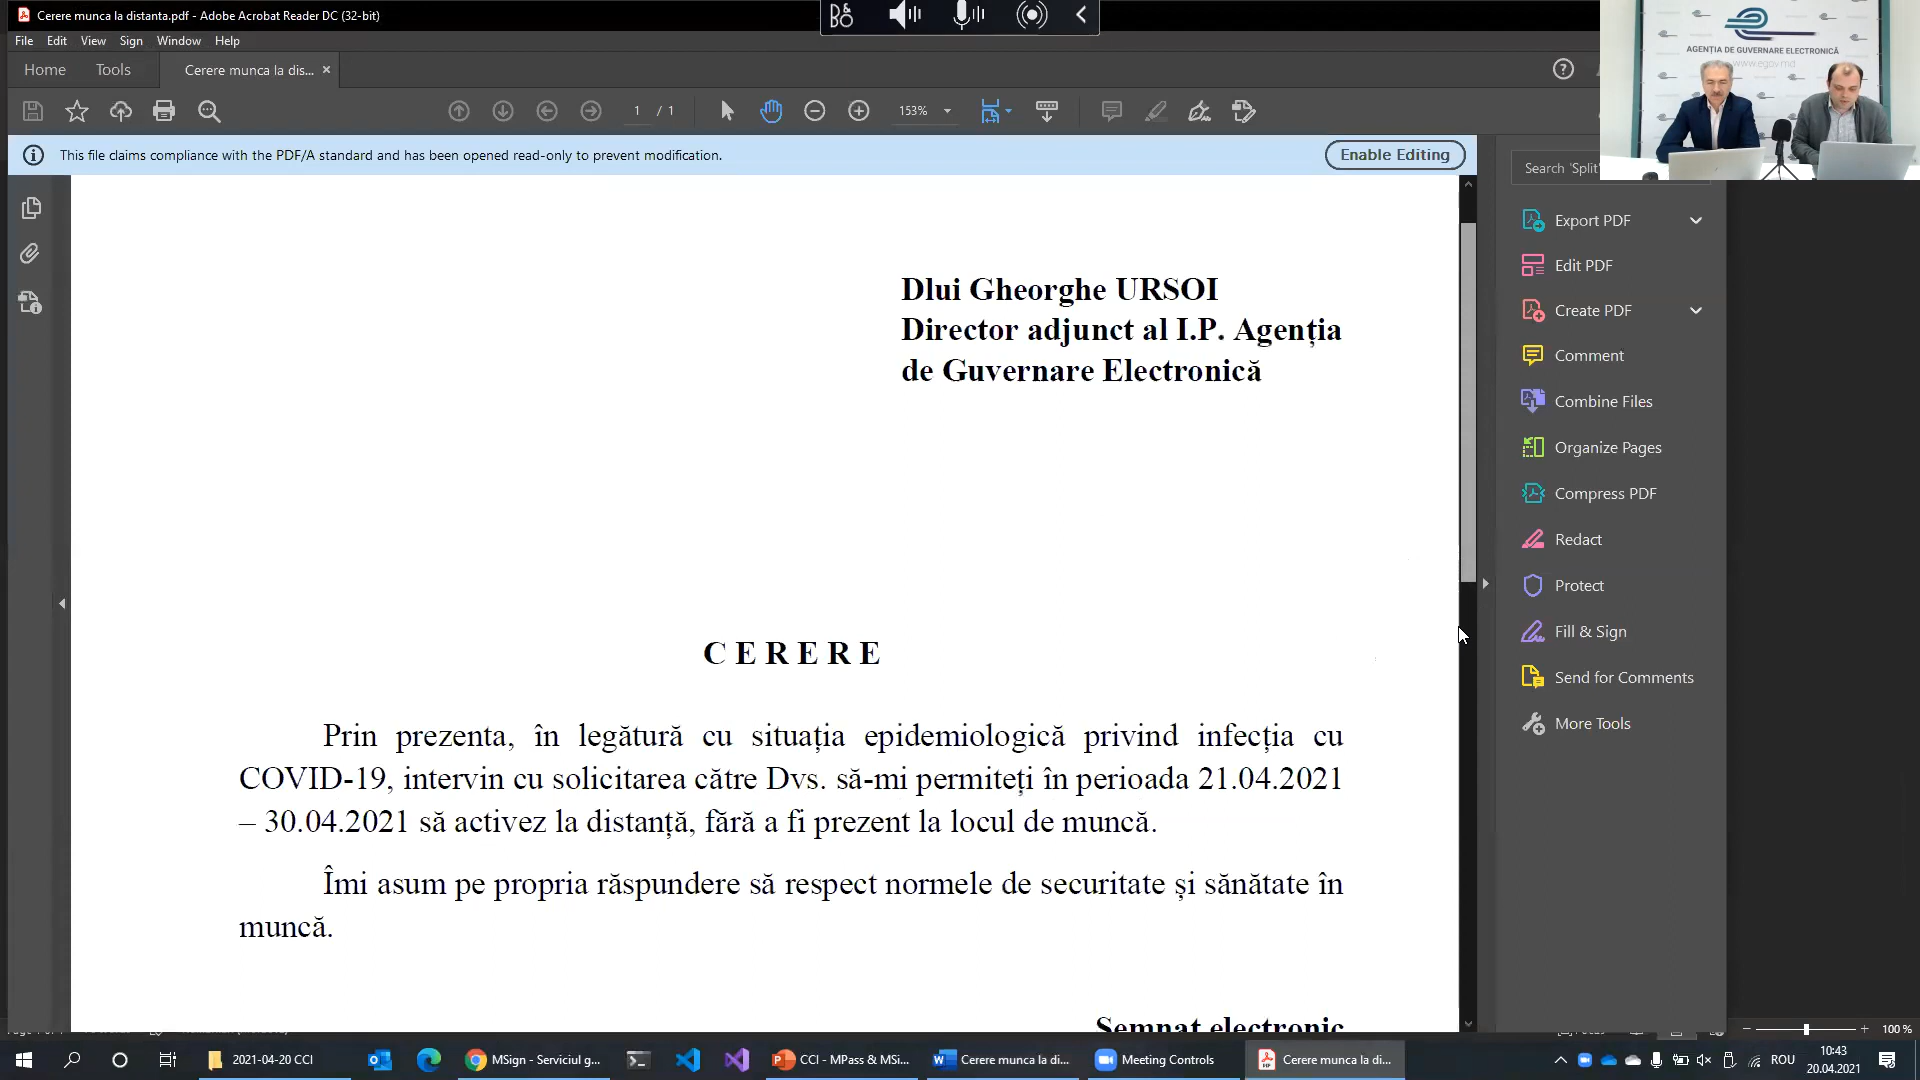 Cerere munca la distanta.pdf - Adobe Acrobat Reader DC (32-bit)
File Edit View Sign Window Help
Home Tools Cerere munca la dis... ×
1 / 1 153%
This file claims compliance with the PDF/A standard and has been opened read-only to prevent modification.
Enable Editing
AGENȚIA DE GUVERNARE ELECTRONICĂ
www.egov.md
Search 'Split'
Export PDF
Edit PDF
Create PDF
Comment
Combine Files
Organize Pages
Compress PDF
Redact
Protect
Fill & Sign
Send for Comments
More Tools
Dlui Gheorghe URSOI
Director adjunct al I.P. Agenția
de Guvernare Electronică
C E R E R E
Prin prezenta, în legătură cu situația epidemiologică privind infecția cu
COVID-19, intervin cu solicitarea către Dvs. să-mi permiteți în perioada 21.04.2021
– 30.04.2021 să activez la distanță, fără a fi prezent la locul de muncă.
Îmi asum pe propria răspundere să respect normele de securitate și sănătate în
muncă.
Semnat electronic
100 %
2021-04-20 CCI
MSign - Serviciul g...
CCI - MPass & MSi...
Cerere munca la di...
Meeting Controls
Cerere munca la di...
ROU
10:43
20.04.2021